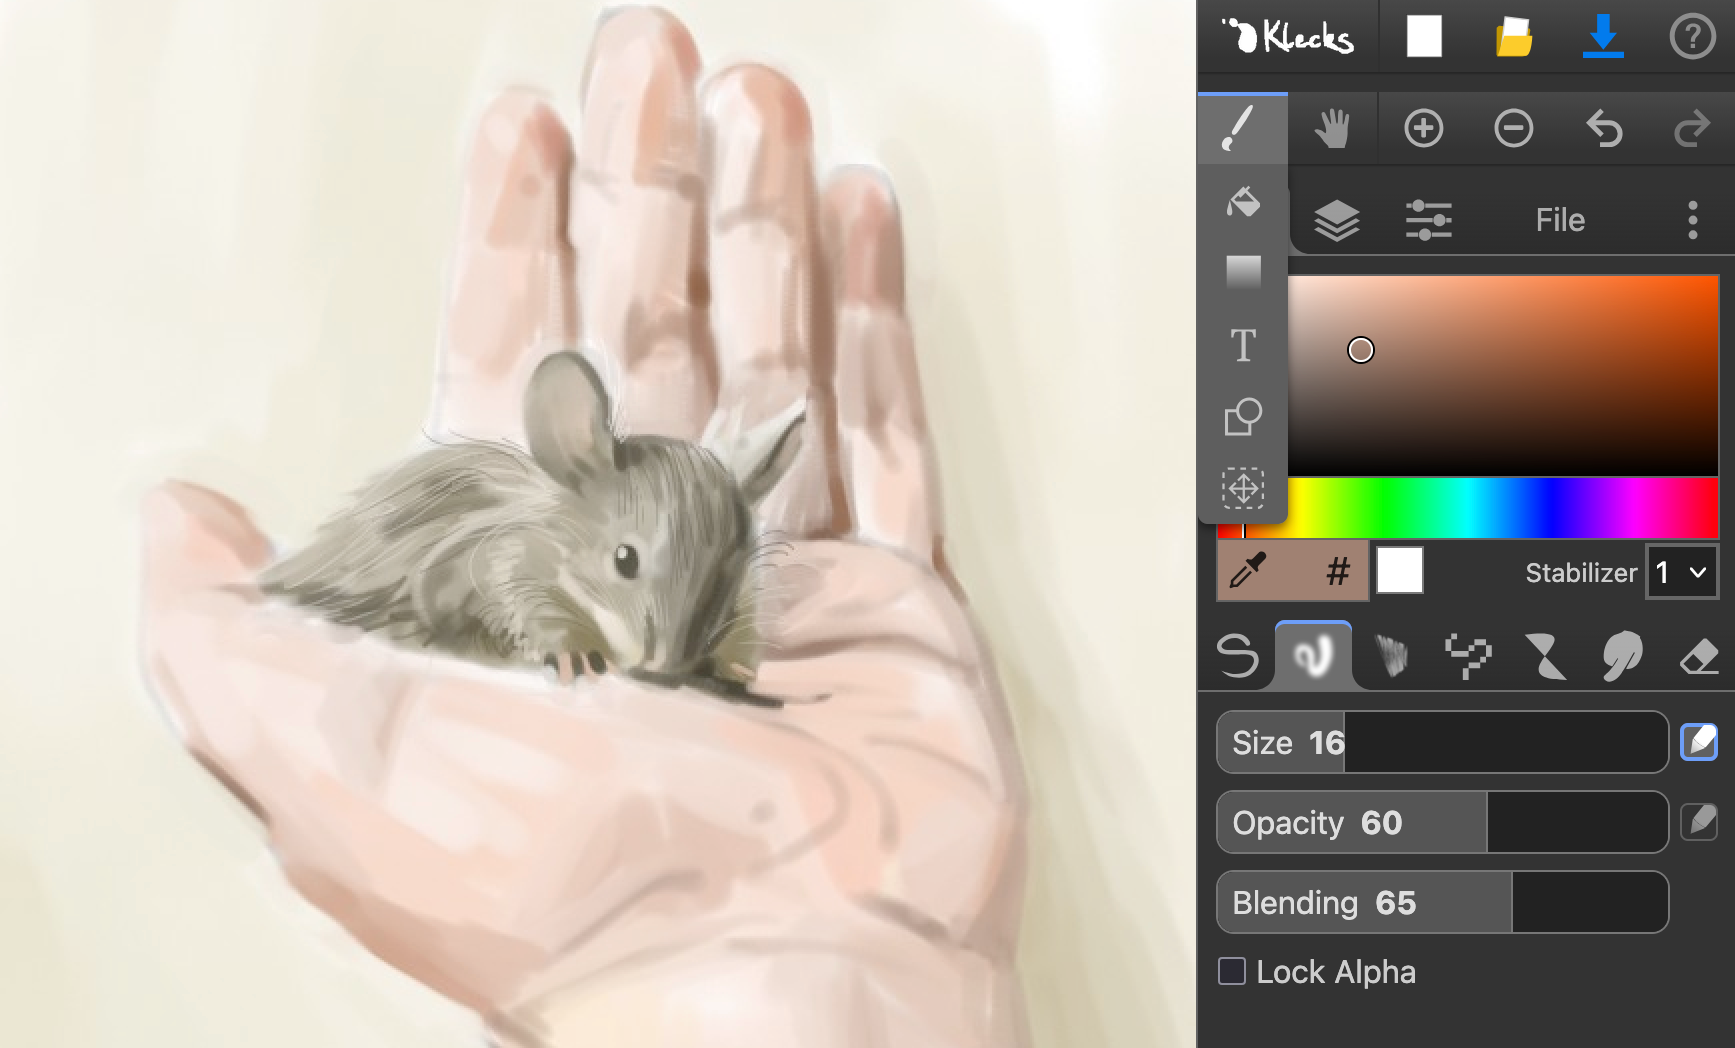 Klecks
?
File
T
#
Stabilizer 1
Size 16
Opacity 60
Blending 65
Lock Alpha